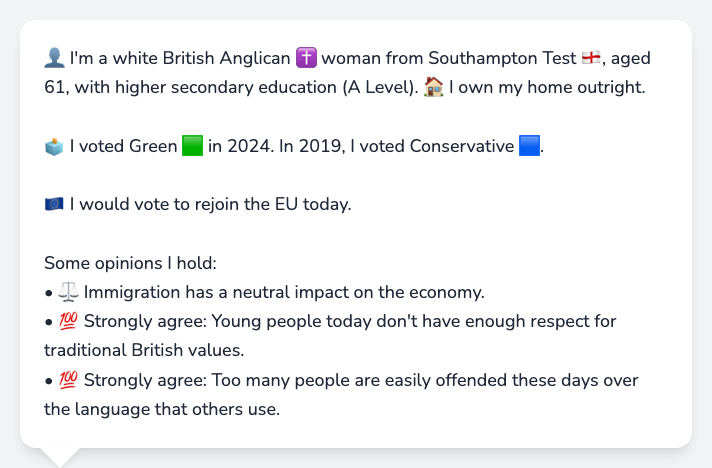 👤 I'm a white British Anglican ✝️ woman from Southampton Test 🏴󠁧󠁢󠁥󠁮󠁧󠁿, aged
61, with higher secondary education (A Level). 🏠 I own my home outright.
🗳️ I voted Green 🟩 in 2024. In 2019, I voted Conservative 🟦.
🇪🇺 I would vote to rejoin the EU today.
Some opinions I hold:
• ⚖️ Immigration has a neutral impact on the economy.
• 💯 Strongly agree: Young people today don't have enough respect for
traditional British values.
• 💯 Strongly agree: Too many people are easily offended these days over
the language that others use.